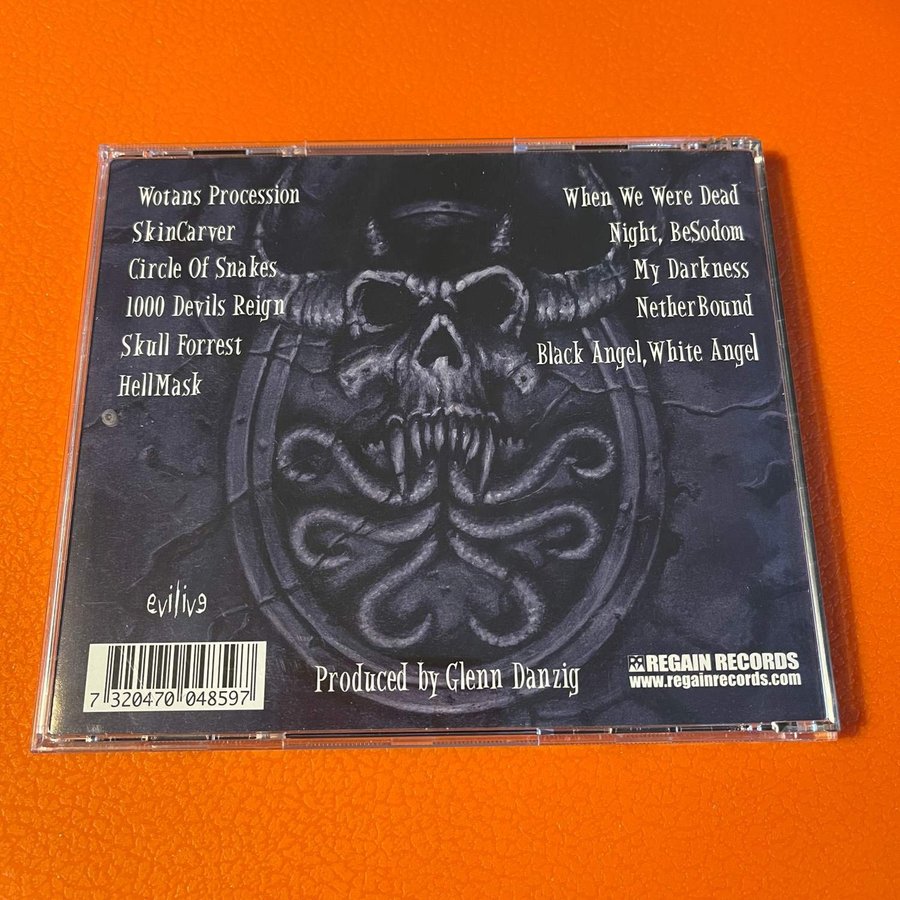 Wotans Procession
SkinCarver
Circle Of Snakes
1000 Devils Reign
Skull Forrest
HellMask
When We Were Dead
Night, BeSodom
My Darkness
NetherBound
Black Angel,White Angel
evilive
7 320470 048597
Produced by Glenn Danzig
RR REGAIN RECORDS
www.regainrecords.com